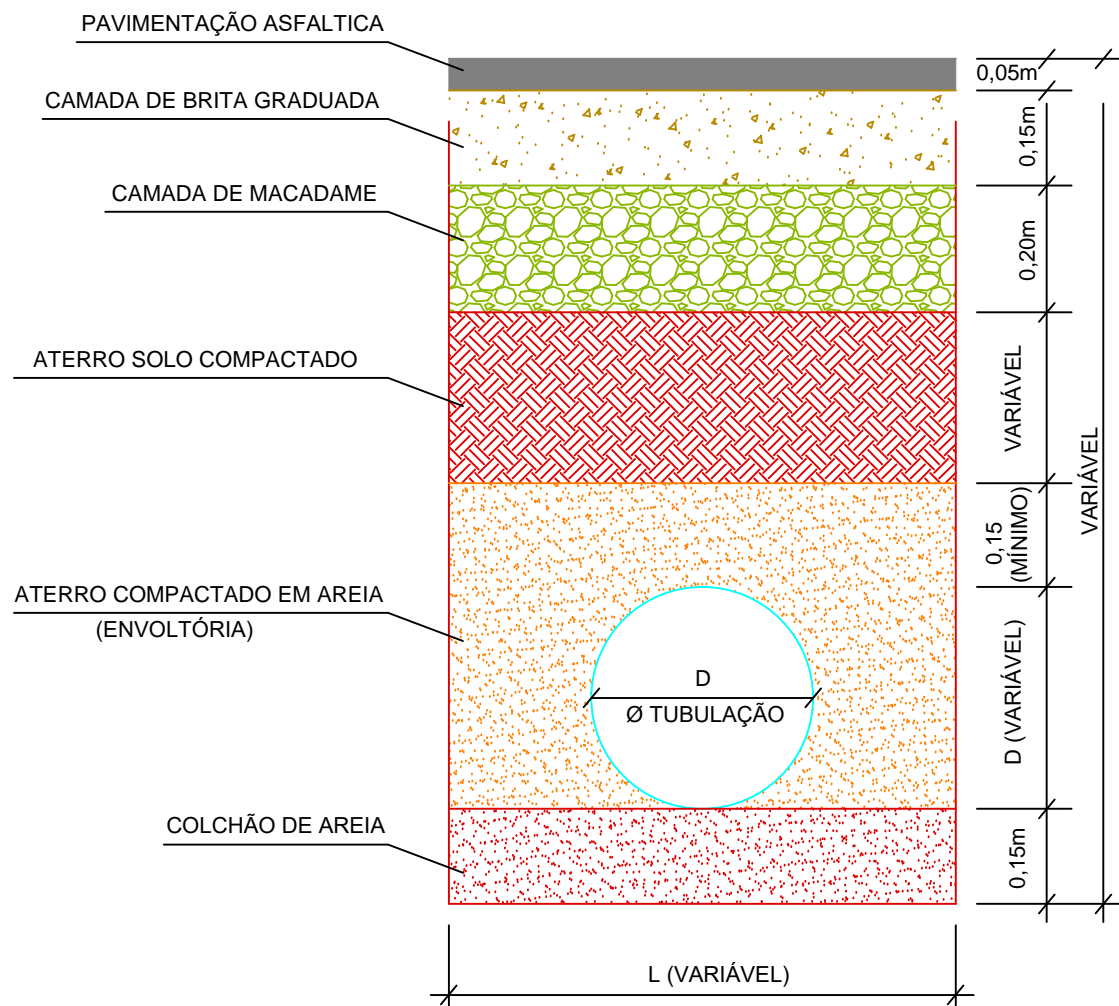 PAVIMENTAÇÃO ASFALTICA
0,05m
CAMADA DE BRITA GRADUADA
0,15m
CAMADA DE MACADAME
0,20m
ATERRO SOLO COMPACTADO
VARIÁVEL
VARIÁVEL
0,15
(MÍNIMO)
ATERRO COMPACTADO EM AREIA
(ENVOLTÓRIA)
D
Ø TUBULAÇÃO
D (VARIÁVEL)
COLCHÃO DE AREIA
0,15m
L (VARIÁVEL)